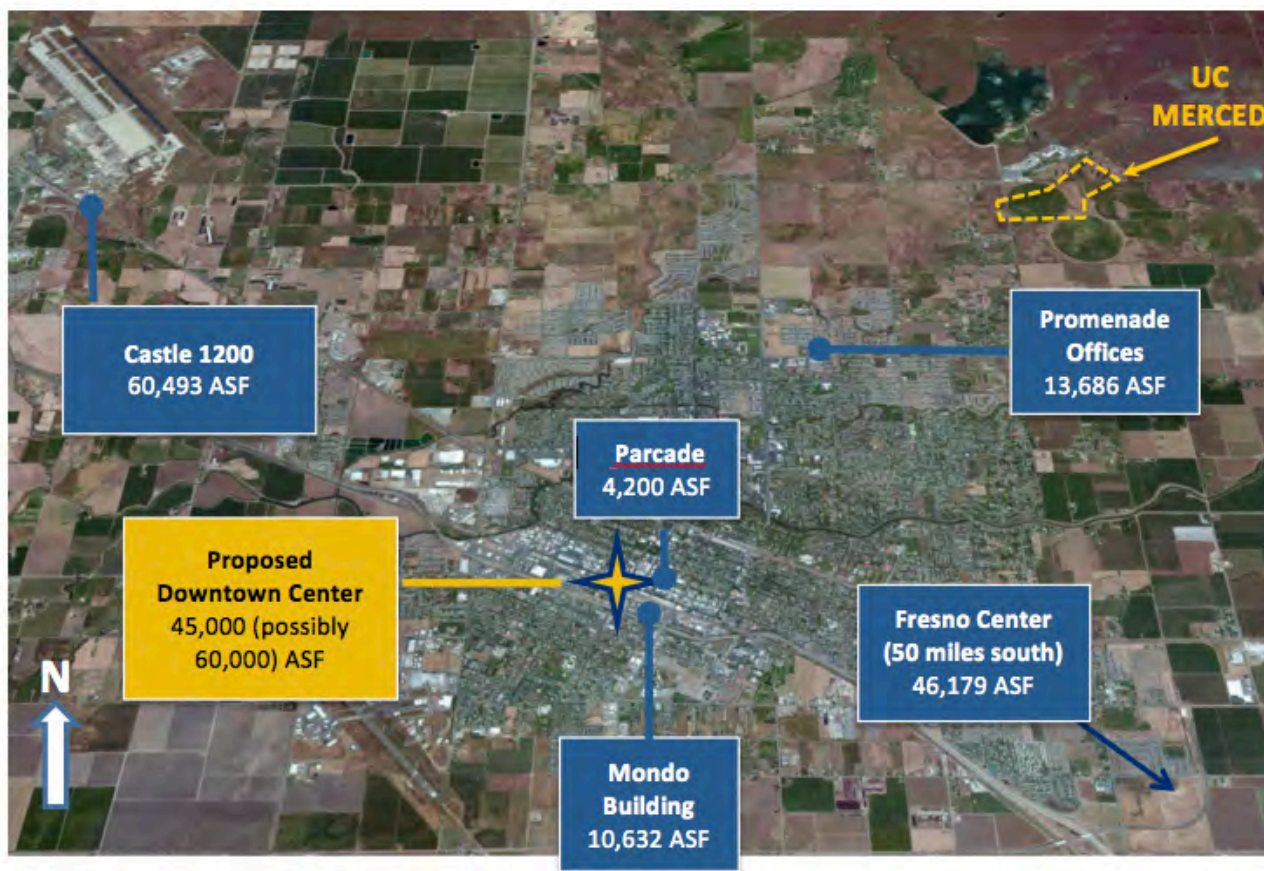 UC
MERCED
Castle 1200
60,493 ASF
Promenade
Offices
13,686 ASF
Parcade
4,200 ASF
Proposed
Downtown Center
45,000 (possibly
60,000) ASF
Fresno Center
(50 miles south)
46,179 ASF
N
Mondo
Building
10,632 ASF